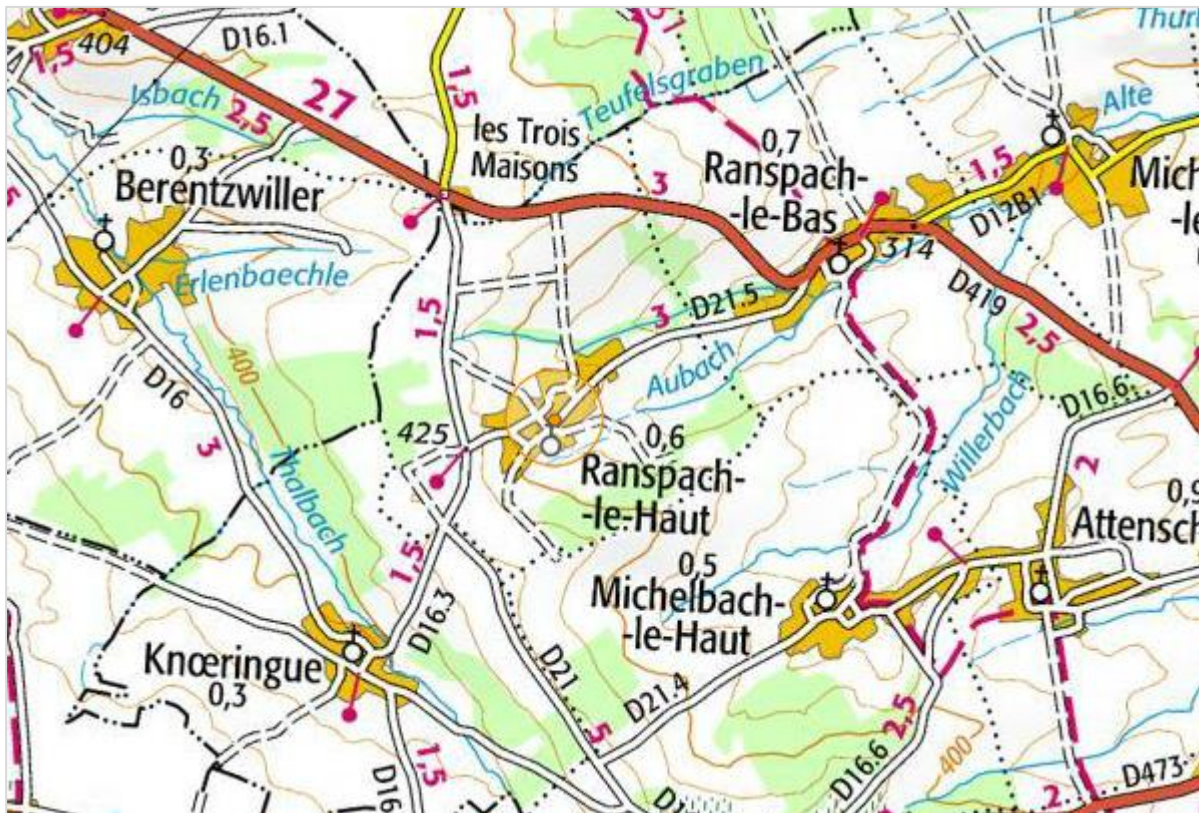 404
D16.1
1,5
Isbach
2,5
27
1,5
les Trois
Maisons
Teufelsgraben
0,7
Ranspach-
-le-Bas
3
1,5
D12B1
Alte
Mich
0,3
Berentzwiller
Erlenbaechle
314
D419
2,5
D21.5
3
1,5
Aubach
D16
400
3
Thalbach
425
0,6
Ranspach-
-le-Haut
Willerbach
D16.6
2
Attensch
1,5
0,5
Michelbach-
-le-Haut
D16.3
Knœringue
0,3
D21
D21.4
5
2,5
D16.6
400
D16
1,5
D473
2